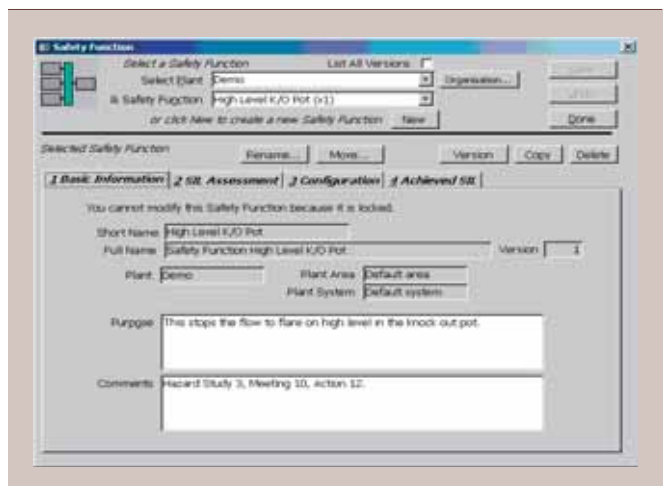 Safety Function
Select a Safety Function List All Versions
Select Plant Demo Organisation...
& Safety Function High Level K/O Pot (v1)
or click New to create a new Safety Function New Done
Selected Safety Function Rename... Move... Version Copy Delete
1 Basic Information 2 SIL Assessment 3 Configuration 4 Achieved SIL
You cannot modify this Safety Function because it is locked.
Short Name High Level K/O Pot
Full Name Safety Function High Level K/O Pot Version 1
Plant Demo Plant Area Default area
Plant System Default system
Purpose This stops the flow to flare on high level in the knock out pot.
Comments Hazard Study 3, Meeting 10, Action 12.